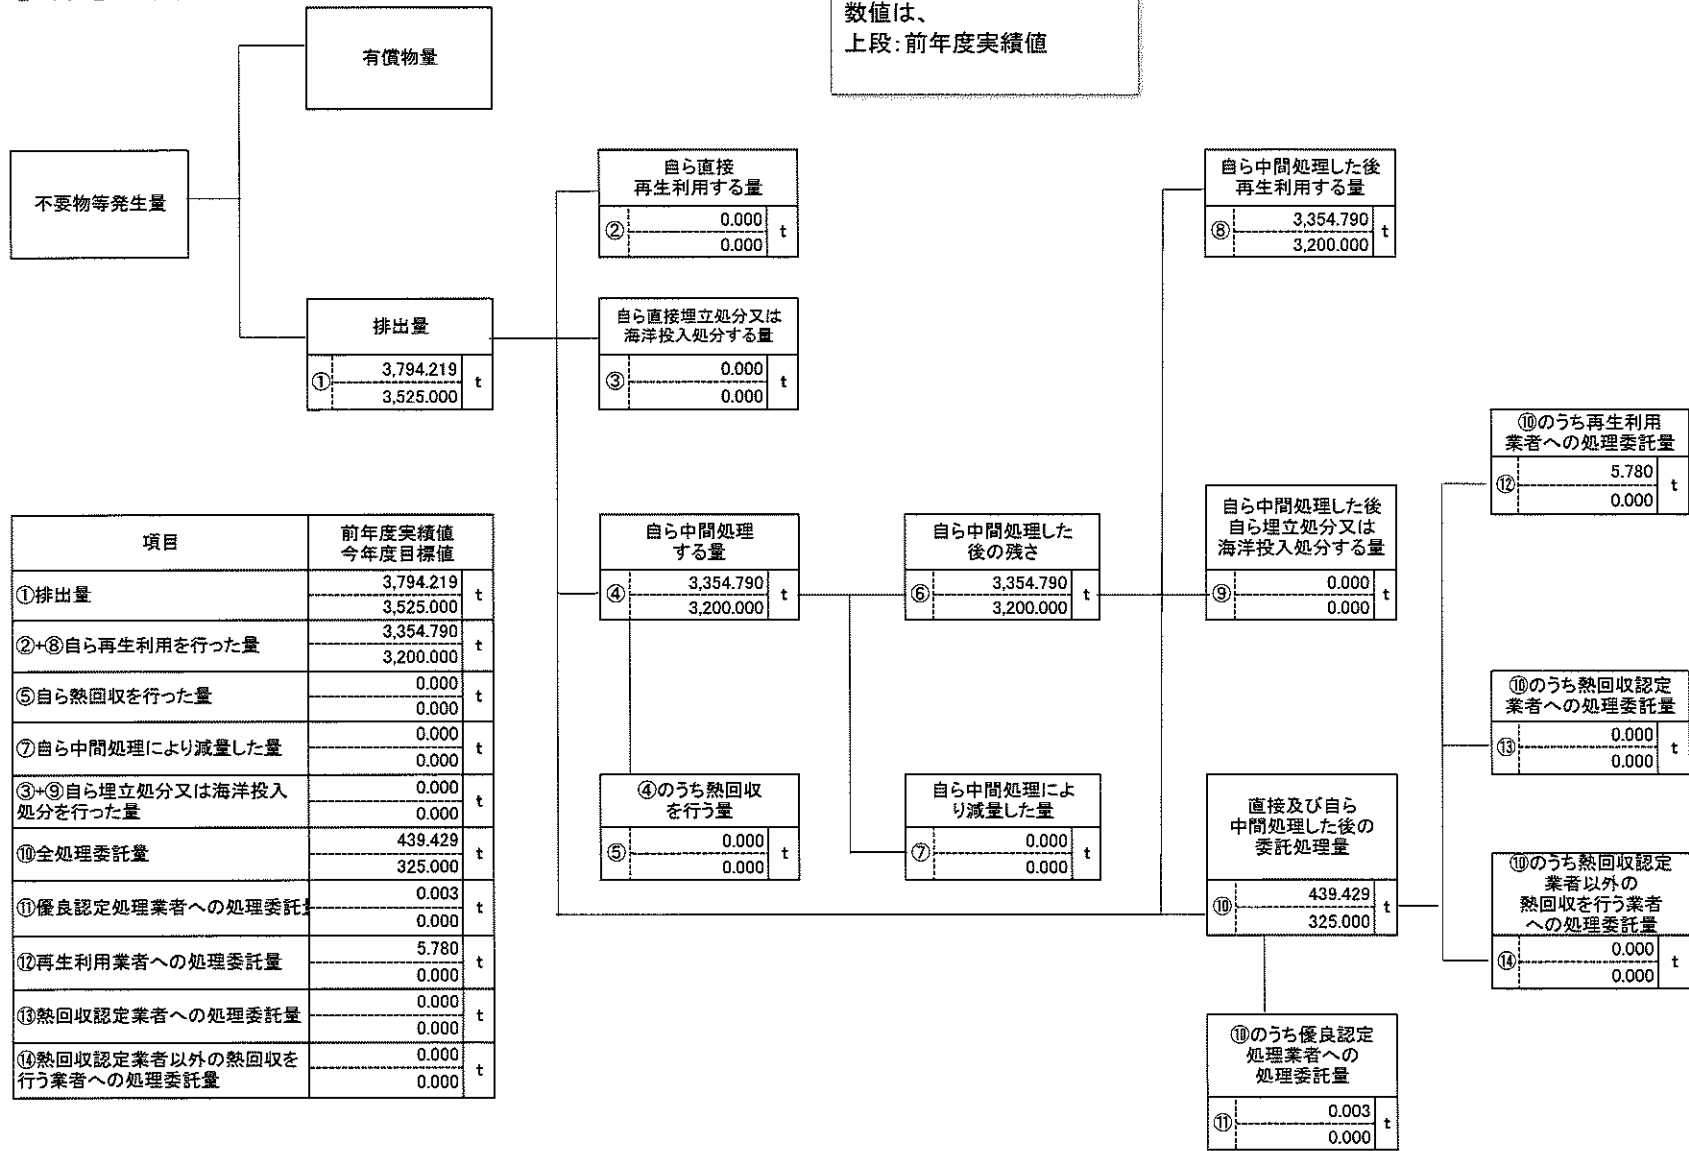 数値は、
上段:前年度実績値
有償物量
不要物等発生量
排出量
① 3,794.219 t
3,525.000
自ら直接
再生利用する量
② 0.000 t
0.000
自ら直接埋立処分又は
海洋投入処分する量
③ 0.000 t
0.000
自ら中間処理
する量
④ 3,354.790
3,200.000 t
④のうち熱回収
を行う量
⑤ 0.000 t
0.000
自ら中間処理した
後の残さ
⑥ 3,354.790 t
3,200.000
自ら中間処理によ
り減量した量
⑦ 0.000 t
0.000
自ら中間処理した後
再生利用する量
⑧ 3,354.790 t
3,200.000
自ら中間処理した後
自ら埋立処分又は
海洋投入処分する量
⑨ 0.000 t
0.000
直接及び自ら
中間処理した後の
委託処理量
⑩ 439.429 t
325.000
⑩のうち優良認定
処理業者への
処理委託量
⑪ 0.003 t
0.000
⑩のうち再生利用
業者への処理委託量
⑫ 5.780 t
0.000
⑩のうち熱回収認定
業者への処理委託量
⑬ 0.000 t
0.000
⑩のうち熱回収認定
業者以外の
熱回収を行う業者
への処理委託量
⑭ 0.000 t
0.000
項目 前年度実績値
今年度目標値
①排出量 3,794.219 t
3,525.000
②+⑧自ら再生利用を行った量 3,354.790 t
3,200.000
⑤自ら熱回収を行った量 0.000 t
0.000
⑦自ら中間処理により減量した量 0.000 t
0.000
③+⑨自ら埋立処分又は海洋投入
処分を行った量 0.000 t
0.000
⑩全処理委託量 439.429 t
325.000
⑪優良認定処理業者への処理委託 0.003 t
0.000
⑫再生利用業者への処理委託量 5.780 t
0.000
⑬熱回収認定業者への処理委託量 0.000 t
0.000
⑭熱回収認定業者以外の熱回収を
行う業者への処理委託量 0.000 t
0.000